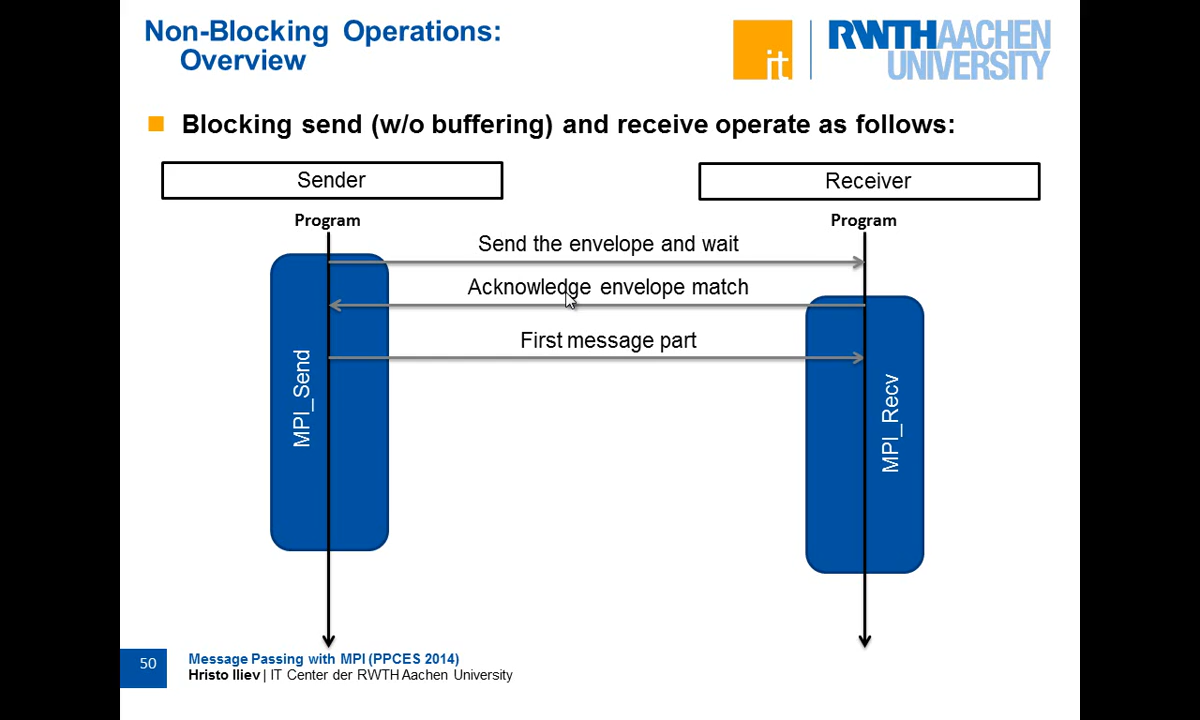 Non-Blocking Operations:
Overview
it
RWTHAACHEN
UNIVERSITY
Blocking send (w/o buffering) and receive operate as follows:
Sender
Receiver
Program
Program
Send the envelope and wait
Acknowledge envelope match
First message part
MPI_Send
MPI_Recv
50
Message Passing with MPI (PPCES 2014)
Hristo Iliev | IT Center der RWTH Aachen University